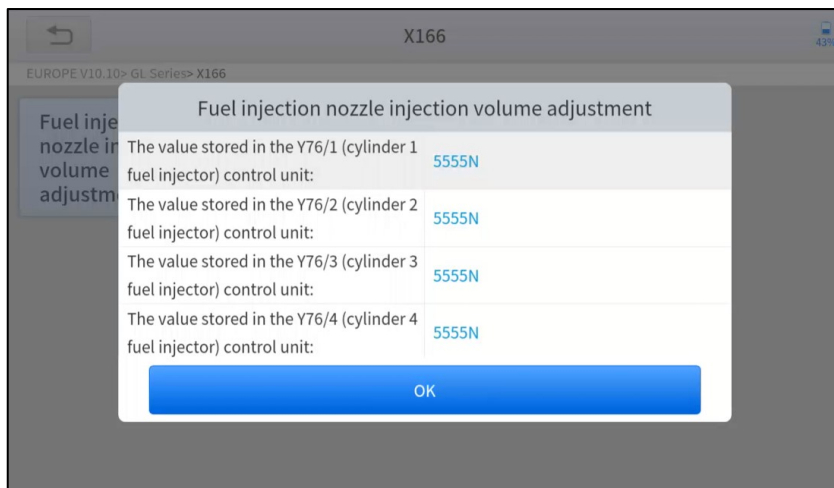 X166
43%
EUROPE V10.10> GL Series> X166
Fuel inje
nozzle in
volume
adjustm
Fuel injection nozzle injection volume adjustment
The value stored in the Y76/1 (cylinder 1
fuel injector) control unit:
5555N
The value stored in the Y76/2 (cylinder 2
fuel injector) control unit:
5555N
The value stored in the Y76/3 (cylinder 3
fuel injector) control unit:
5555N
The value stored in the Y76/4 (cylinder 4
fuel injector) control unit:
5555N
OK